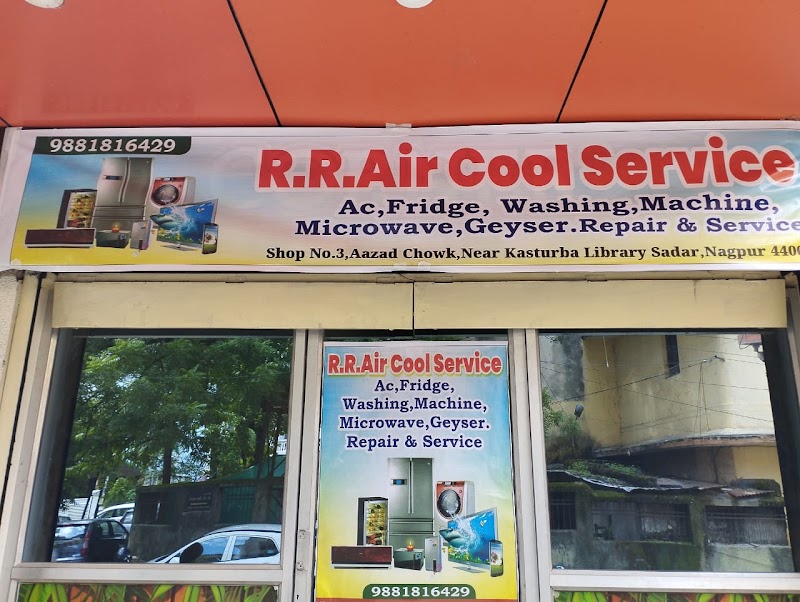 9881816429
R.R.Air Cool Service
Ac,Fridge, Washing,Machine,
Microwave,Geyser.Repair & Service
Shop No.3,Aazad Chowk,Near Kasturba Library Sadar,Nagpur
R.R.Air Cool Service
Ac,Fridge,
Washing,Machine,
Microwave,Geyser.
Repair & Service
9881816429